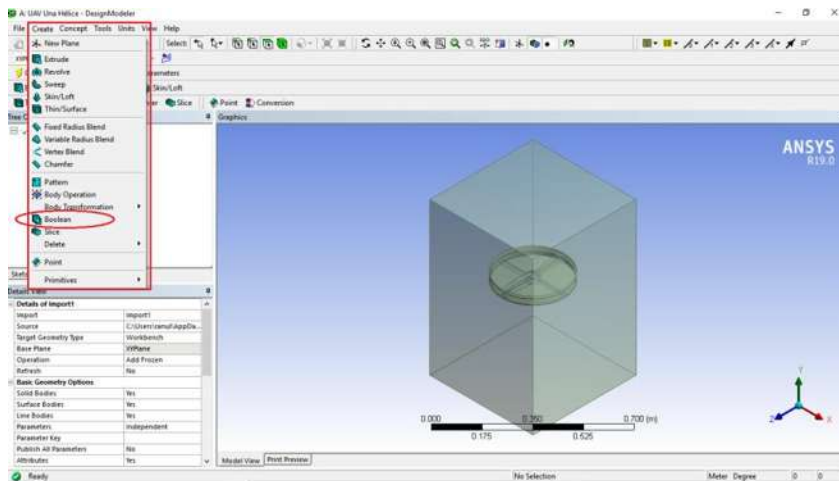 A: UAV Una Hélice - DesignModeler
File Create Concept Tools Units View Help
New Plane
Select:
Extrude
Revolve
Sweep
Skin/Loft
Thin/Surface
Skin/Loft
Slice
Point
Conversion
Graphics
Fixed Radius Blend
Variable Radius Blend
Vertex Blend
Chamfer
Pattern
Body Operation
Body Transformation
Boolean
Slice
Delete
Point
Primitives
ANSYS
R19.0
Details View
Details of Import1
Import Import1
Source
Target Geometry Type Workbench
Base Plane XYPlane
Operation Add Frozen
Refresh No
Basic Geometry Options
Solid Bodies Yes
Surface Bodies Yes
Line Bodies Yes
Parameters Independent
Parameter Key
Publish All Parameters No
Attributes Yes
0.000 0.350 0.700 (m)
0.175 0.525
Y
Z X
Model View Print Preview
Ready No Selection Meter Degree 0 0